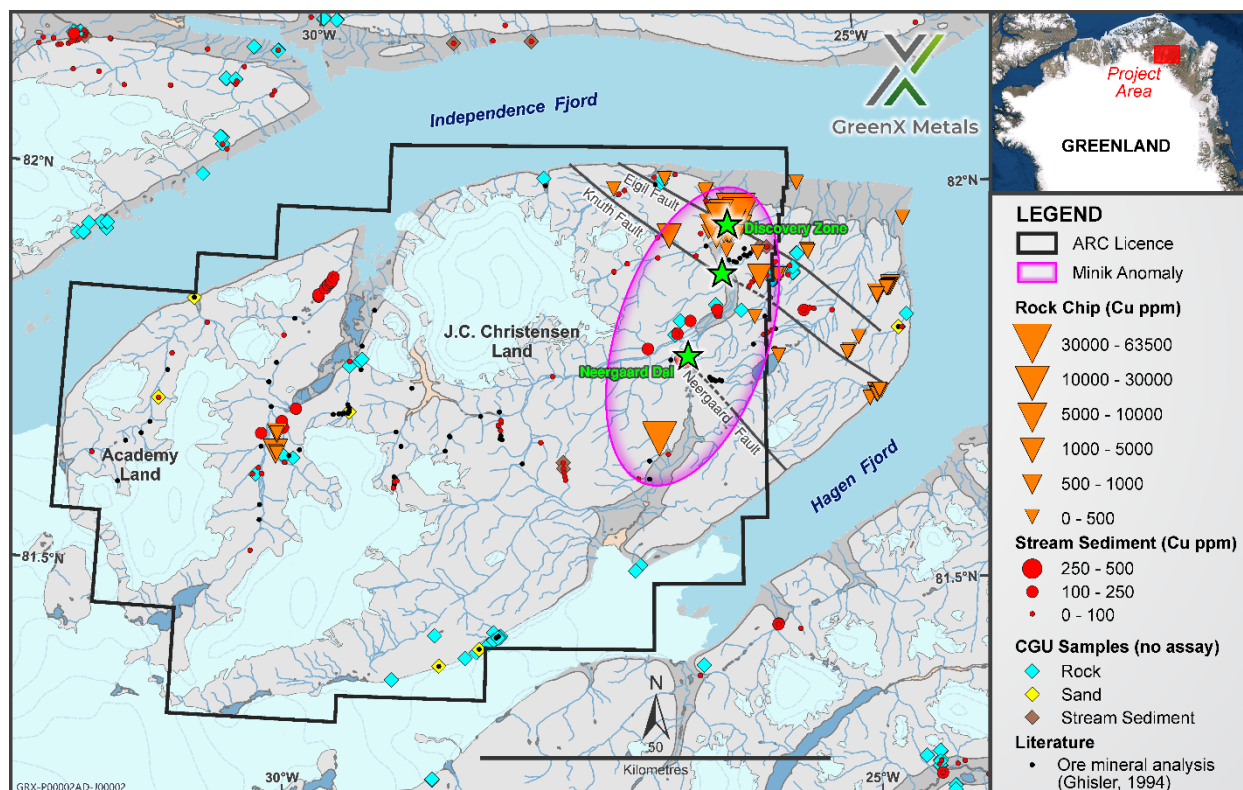 30°W
25°W
Independence Fjord
GreenX Metals
82°N
82°N
Eigil Fault
Knuth Fault
Discovery Zone
J.C. Christensen
Land
Neergaard Dal
Neergaard Fault
Academy
Land
Hagen Fjord
81.5°N
81.5°N
N
50
Kilometres
30°W
25°W
GRX-P00002AD-J00002
Project
Area
GREENLAND
LEGEND
ARC Licence
Minik Anomaly
Rock Chip (Cu ppm)
30000 - 63500
10000 - 30000
5000 - 10000
1000 - 5000
500 - 1000
0 - 500
Stream Sediment (Cu ppm)
250 - 500
100 - 250
0 - 100
CGU Samples (no assay)
Rock
Sand
Stream Sediment
Literature
Ore mineral analysis
(Ghisler, 1994)